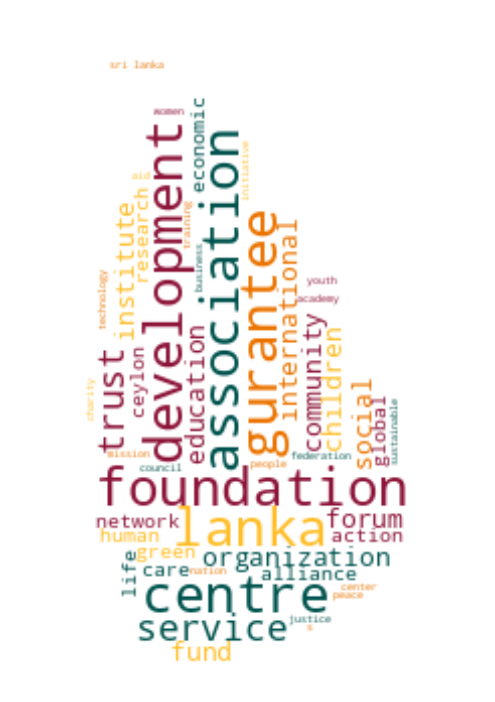 sri lanka
women
economic
development
association
initiative
aid
research
institute
training
gurantee
international
business
technology
youth
academy
community
children
education
ceylon
trust
social
global
sustainable
charity
mission
council
people
federation
foundation
network
lanka
forum
human
action
green
organization
life
care
nation
alliance
centre
center
peace
service
justice
s
fund